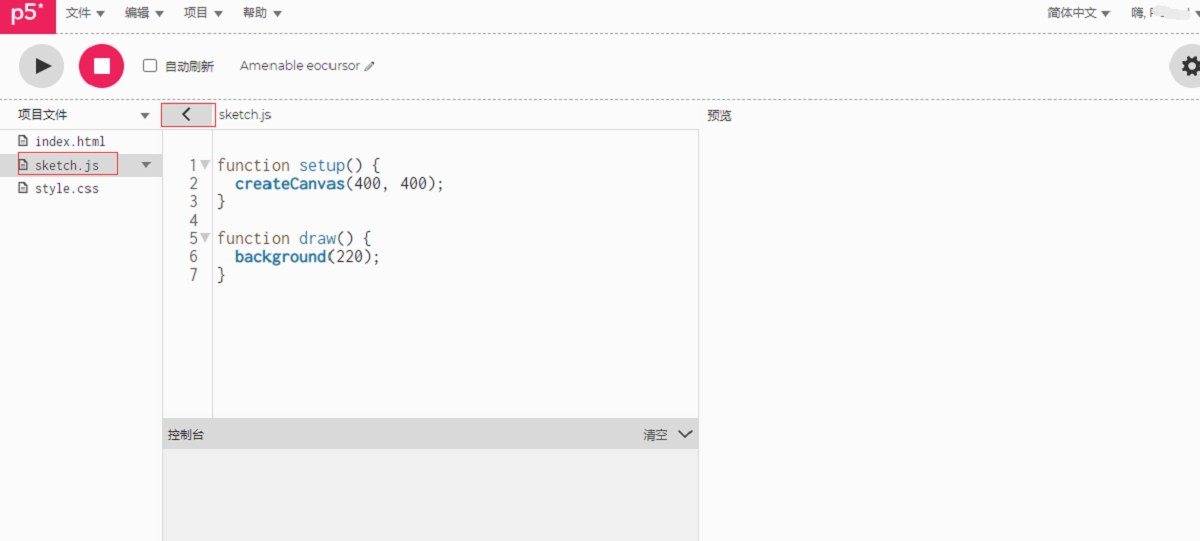 p5*
文件 编辑 项目 帮助 简体中文 嗨,
自动刷新 Amenable eocursor
项目文件
index.html
sketch.js
style.css
sketch.js
1 function setup() {
2 createCanvas(400, 400);
3 }
4
5 function draw() {
6 background(220);
7 }
控制台 清空
预览